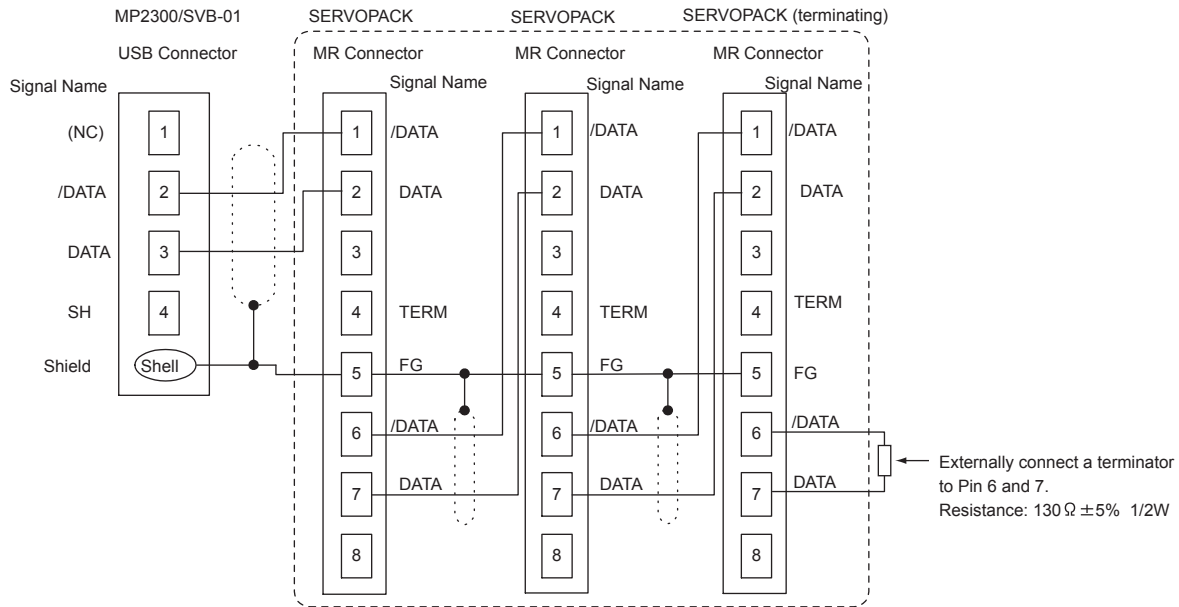 MP2300/SVB-01 SERVOPACK SERVOPACK SERVOPACK (terminating)
USB Connector MR Connector MR Connector MR Connector
Signal Name Signal Name Signal Name Signal Name
(NC) 1 1 /DATA 1 /DATA 1 /DATA
/DATA 2 2 DATA 2 DATA 2 DATA
DATA 3 3 3 3
SH 4 4 TERM 4 TERM 4 TERM
Shield Shell 5 FG 5 FG 5 FG
6 /DATA 6 /DATA 6 /DATA
7 DATA 7 DATA 7 DATA
8 8 8
Externally connect a terminator
to Pin 6 and 7.
Resistance: 130 Ω ±5% 1/2W